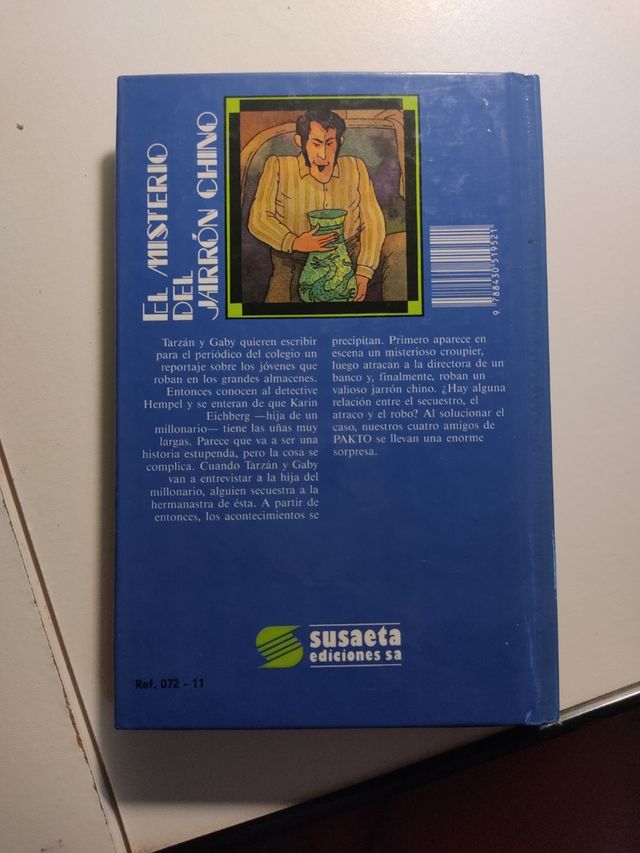 EL MISTERIO
DEL
JARRÓN CHINO
9 788430 519521
Tarzán y Gaby quieren escribir
para el periódico del colegio un
reportaje sobre los jóvenes que
roban en los grandes almacenes.
Entonces conocen al detective
Hempel y se enteran de que Karin
Eichberg —hija de un
millonario— tiene las uñas muy
largas. Parece que va a ser una
historia estupenda, pero la cosa se
complica. Cuando Tarzán y Gaby
van a entrevistar a la hija del
millonario, alguien secuestra a la
hermanastra de ésta. A partir de
entonces, los acontecimientos se
precipitan. Primero aparece en
escena un misterioso croupier,
luego atracan a la directora de un
banco y, finalmente, roban un
valioso jarrón chino. ¿Hay alguna
relación entre el secuestro, el
atraco y el robo? Al solucionar el
caso, nuestros cuatro amigos de
PAKTO se llevan una enorme
sorpresa.
susaeta
ediciones sa
Ref. 072 - 11